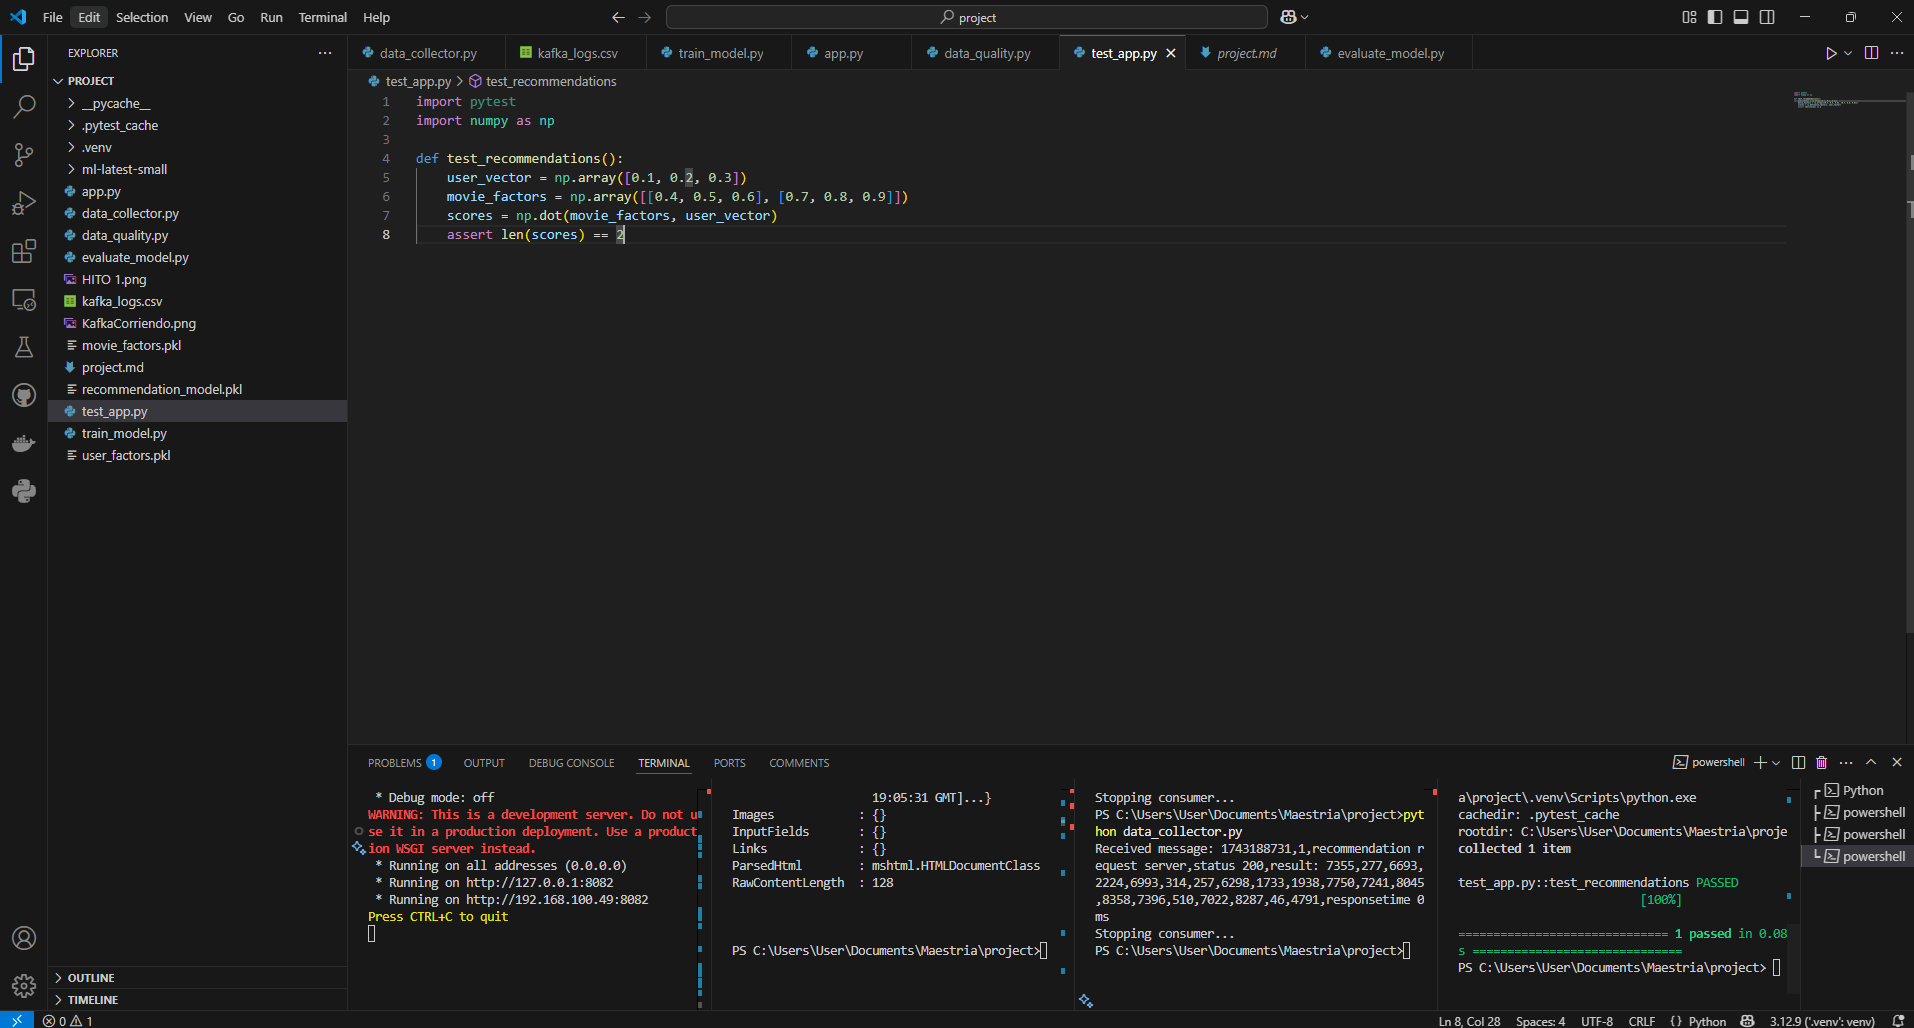 File Edit Selection View Go Run Terminal Help
project
EXPLORER
PROJECT
__pycache__
.pytest_cache
.venv
ml-latest-small
app.py
data_collector.py
data_quality.py
evaluate_model.py
HITO 1.png
kafka_logs.csv
KafkaCorriendo.png
movie_factors.pkl
project.md
recommendation_model.pkl
test_app.py
train_model.py
user_factors.pkl
OUTLINE
TIMELINE
data_collector.py kafka_logs.csv train_model.py app.py data_quality.py test_app.py project.md evaluate_model.py
test_app.py > test_recommendations
1 import pytest
2 import numpy as np
3
4 def test_recommendations():
5 user_vector = np.array([0.1, 0.2, 0.3])
6 movie_factors = np.array([[0.4, 0.5, 0.6], [0.7, 0.8, 0.9]])
7 scores = np.dot(movie_factors, user_vector)
8 assert len(scores) == 2
PROBLEMS 1 OUTPUT DEBUG CONSOLE TERMINAL PORTS COMMENTS
powershell
* Debug mode: off
WARNING: This is a development server. Do not u
se it in a production deployment. Use a product
ion WSGI server instead.
* Running on all addresses (0.0.0.0)
* Running on http://127.0.0.1:8082
* Running on http://192.168.100.49:8082
Press CTRL+C to quit
19:05:31 GMT]...}
Images : {}
InputFields : {}
Links : {}
ParsedHtml : mshtml.HTMLDocumentClass
RawContentLength : 128
PS C:\Users\User\Documents\Maestria\project>
Stopping consumer...
PS C:\Users\User\Documents\Maestria\project>pyt
hon data_collector.py
Received message: 1743188731,1,recommendation r
equest server,status 200,result: 7355,277,6693,
2224,6993,314,257,6298,1733,1938,7750,7241,8045
,8358,7396,510,7022,8287,46,4791,responsetime 0
ms
Stopping consumer...
PS C:\Users\User\Documents\Maestria\project>
a\project\.venv\Scripts\python.exe
cachedir: .pytest_cache
rootdir: C:\Users\User\Documents\Maestria\proje
collected 1 item
test_app.py::test_recommendations PASSED
[100%]
============================== 1 passed in 0.08
s ==============================
PS C:\Users\User\Documents\Maestria\project>
Python
powershell
powershell
powershell
0 1
Ln 8, Col 28 Spaces: 4 UTF-8 CRLF {} Python 3.12.9 ('.venv': venv)